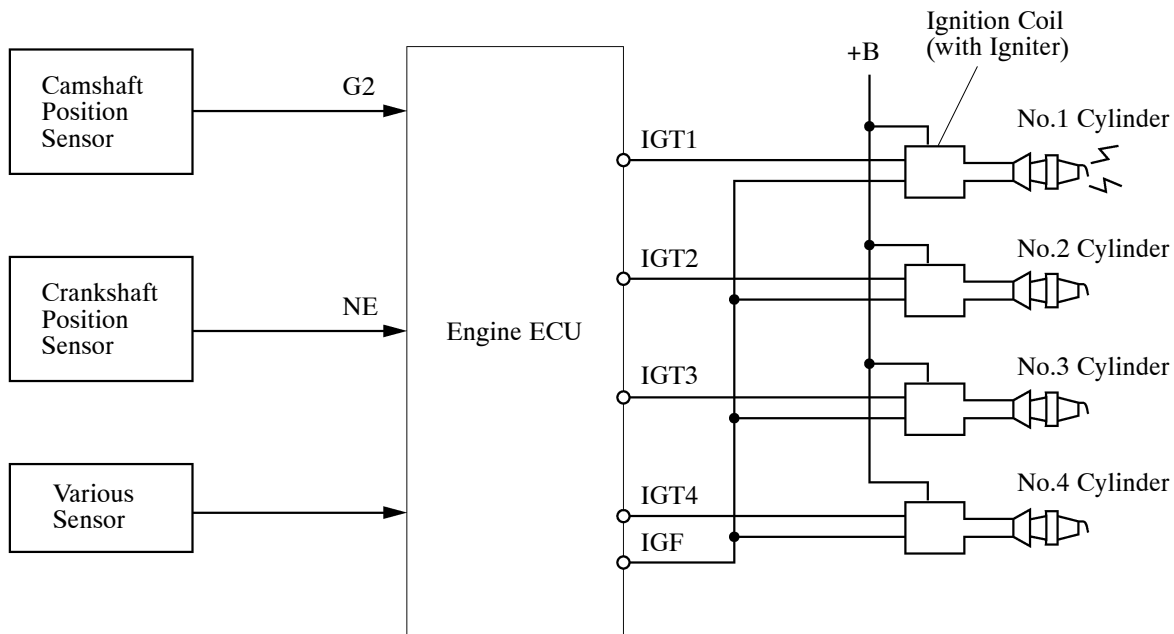 Camshaft
Position
Sensor
G2
Crankshaft
Position
Sensor
NE
Various
Sensor
Engine ECU
IGT1
IGT2
IGT3
IGT4
IGF
+B
Ignition Coil
(with Igniter)
No.1 Cylinder
No.2 Cylinder
No.3 Cylinder
No.4 Cylinder